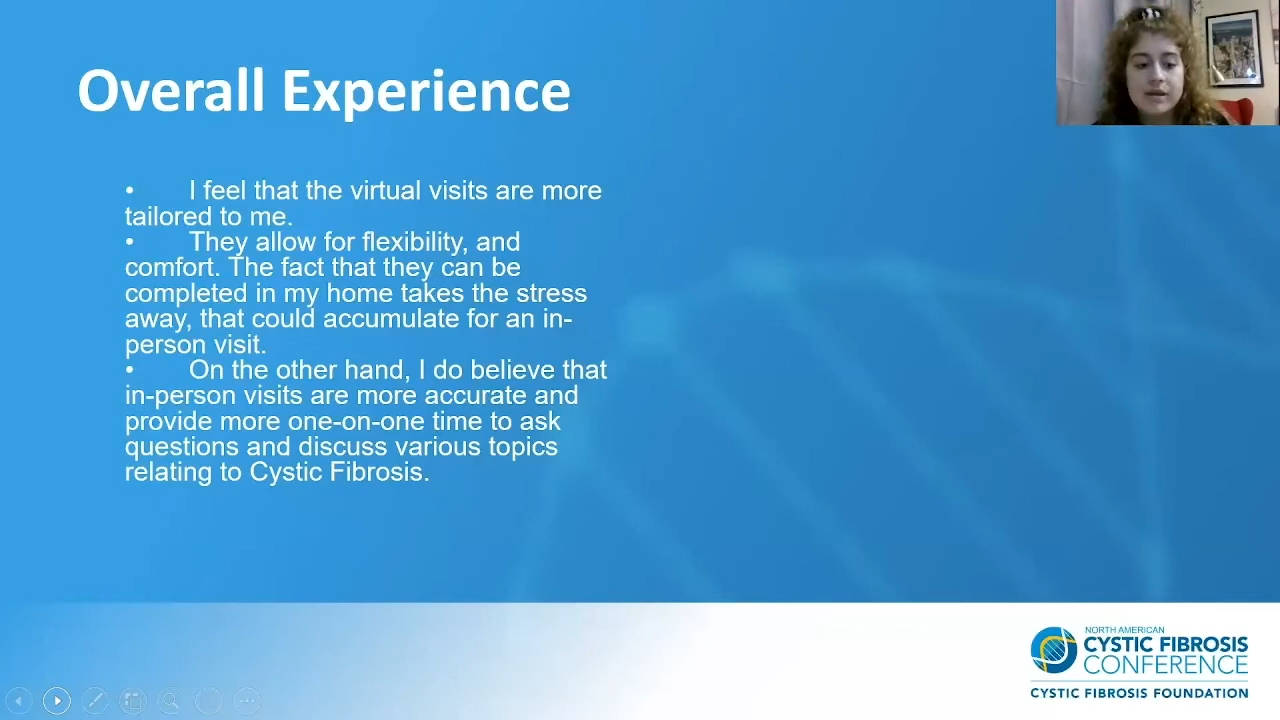 Overall Experience
• I feel that the virtual visits are more
tailored to me.
• They allow for flexibility, and
comfort. The fact that they can be
completed in my home takes the stress
away, that could accumulate for an in-
person visit.
• On the other hand, I do believe that
in-person visits are more accurate and
provide more one-on-one time to ask
questions and discuss various topics
relating to Cystic Fibrosis.
NORTH AMERICAN
CYSTIC FIBROSIS
CONFERENCE
CYSTIC FIBROSIS FOUNDATION